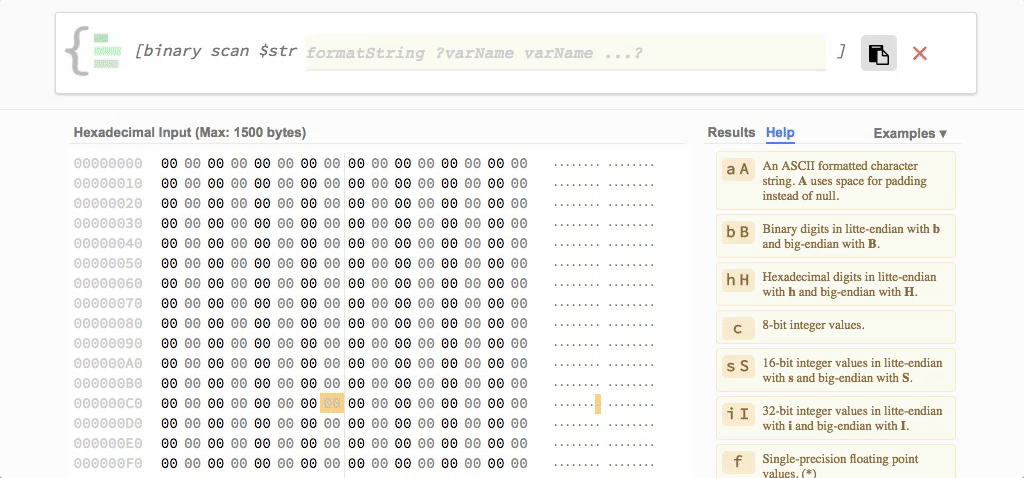 [binary scan $str formatString ?varName varName ...? ]
Hexadecimal Input (Max: 1500 bytes)
Results Help Examples ▼
00000000 00 00 00 00 00 00 00 00 00 00 00 00 00 00 00 00 ........ ........
00000010 00 00 00 00 00 00 00 00 00 00 00 00 00 00 00 00 ........ ........
00000020 00 00 00 00 00 00 00 00 00 00 00 00 00 00 00 00 ........ ........
00000030 00 00 00 00 00 00 00 00 00 00 00 00 00 00 00 00 ........ ........
00000040 00 00 00 00 00 00 00 00 00 00 00 00 00 00 00 00 ........ ........
00000050 00 00 00 00 00 00 00 00 00 00 00 00 00 00 00 00 ........ ........
00000060 00 00 00 00 00 00 00 00 00 00 00 00 00 00 00 00 ........ ........
00000070 00 00 00 00 00 00 00 00 00 00 00 00 00 00 00 00 ........ ........
00000080 00 00 00 00 00 00 00 00 00 00 00 00 00 00 00 00 ........ ........
00000090 00 00 00 00 00 00 00 00 00 00 00 00 00 00 00 00 ........ ........
000000A0 00 00 00 00 00 00 00 00 00 00 00 00 00 00 00 00 ........ ........
000000B0 00 00 00 00 00 00 00 00 00 00 00 00 00 00 00 00 ........ ........
000000C0 00 00 00 00 00 00 00 00 00 00 00 00 00 00 00 00 ........ ........
000000D0 00 00 00 00 00 00 00 00 00 00 00 00 00 00 00 00 ........ ........
000000E0 00 00 00 00 00 00 00 00 00 00 00 00 00 00 00 00 ........ ........
000000F0 00 00 00 00 00 00 00 00 00 00 00 00 00 00 00 00 ........ ........
a A An ASCII formatted character
string. A uses space for padding
instead of null.
b B Binary digits in litte-endian with b
and big-endian with B.
h H Hexadecimal digits in litte-endian
with h and big-endian with H.
c 8-bit integer values.
s S 16-bit integer values in litte-endian
with s and big-endian with S.
i I 32-bit integer values in litte-endian
with i and big-endian with I.
f Single-precision floating point
values. (*)